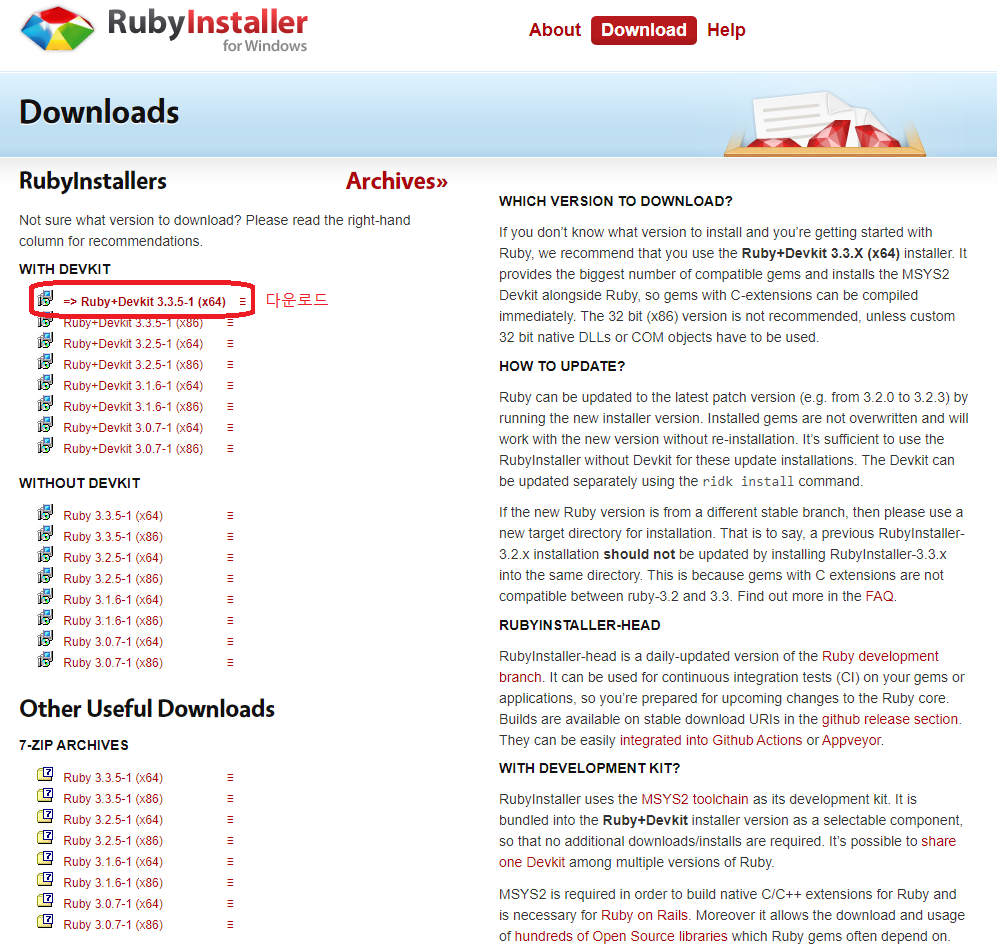 RubyInstaller
for Windows
About Download Help
Downloads
RubyInstallers Archives»
Not sure what version to download? Please read the right-hand
column for recommendations.
WITH DEVKIT
=> Ruby+Devkit 3.3.5-1 (x64) ≡ 다운로드
Ruby+Devkit 3.3.5-1 (x86) ≡
Ruby+Devkit 3.2.5-1 (x64) ≡
Ruby+Devkit 3.2.5-1 (x86) ≡
Ruby+Devkit 3.1.6-1 (x64) ≡
Ruby+Devkit 3.1.6-1 (x86) ≡
Ruby+Devkit 3.0.7-1 (x64) ≡
Ruby+Devkit 3.0.7-1 (x86) ≡
WITHOUT DEVKIT
Ruby 3.3.5-1 (x64) ≡
Ruby 3.3.5-1 (x86) ≡
Ruby 3.2.5-1 (x64) ≡
Ruby 3.2.5-1 (x86) ≡
Ruby 3.1.6-1 (x64) ≡
Ruby 3.1.6-1 (x86) ≡
Ruby 3.0.7-1 (x64) ≡
Ruby 3.0.7-1 (x86) ≡
Other Useful Downloads
7-ZIP ARCHIVES
Ruby 3.3.5-1 (x64) ≡
Ruby 3.3.5-1 (x86) ≡
Ruby 3.2.5-1 (x64) ≡
Ruby 3.2.5-1 (x86) ≡
Ruby 3.1.6-1 (x64) ≡
Ruby 3.1.6-1 (x86) ≡
Ruby 3.0.7-1 (x64) ≡
Ruby 3.0.7-1 (x86) ≡
WHICH VERSION TO DOWNLOAD?
If you don't know what version to install and you're getting started with
Ruby, we recommend that you use the Ruby+Devkit 3.3.X (x64) installer. It
provides the biggest number of compatible gems and installs the MSYS2
Devkit alongside Ruby, so gems with C-extensions can be compiled
immediately. The 32 bit (x86) version is not recommended, unless custom
32 bit native DLLs or COM objects have to be used.
HOW TO UPDATE?
Ruby can be updated to the latest patch version (e.g. from 3.2.0 to 3.2.3) by
running the new installer version. Installed gems are not overwritten and will
work with the new version without re-installation. It's sufficient to use the
RubyInstaller without Devkit for these update installations. The Devkit can
be updated separately using the ridk install command.
If the new Ruby version is from a different stable branch, then please use a
new target directory for installation. That is to say, a previous RubyInstaller-
3.2.x installation should not be updated by installing RubyInstaller-3.3.x
into the same directory. This is because gems with C extensions are not
compatible between ruby-3.2 and 3.3. Find out more in the FAQ.
RUBYINSTALLER-HEAD
RubyInstaller-head is a daily-updated version of the Ruby development
branch. It can be used for continuous integration tests (CI) on your gems or
applications, so you're prepared for upcoming changes to the Ruby core.
Builds are available on stable download URIs in the github release section.
They can be easily integrated into Github Actions or Appveyor.
WITH DEVELOPMENT KIT?
RubyInstaller uses the MSYS2 toolchain as its development kit. It is
bundled into the Ruby+Devkit installer version as a selectable component,
so that no additional downloads/installs are required. It's possible to share
one Devkit among multiple versions of Ruby.
MSYS2 is required in order to build native C/C++ extensions for Ruby and
is necessary for Ruby on Rails. Moreover it allows the download and usage
of hundreds of Open Source libraries which Ruby gems often depend on.